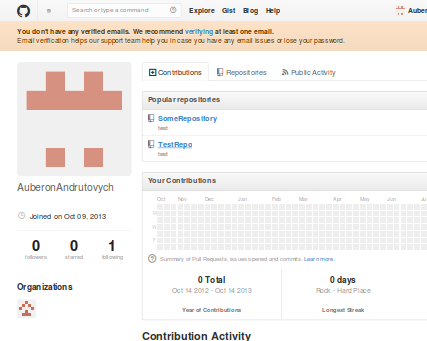 Search or type a command
Explore Gist Blog Help
Auber
You don't have any verified emails. We recommend verifying at least one email.
Email verification helps our support team help you in case you have any email issues or lose your password.
Contributions Repositories Public Activity
Popular repositories
SomeRepository
test
TestRepo
test
AuberonAndrutovych
Joined on Oct 09, 2013
0 0 1
followers starred following
Organizations
Your Contributions
Oct Nov Dec Jan Feb Mar Apr May Jun Ju
M
W
F
Summary of Pull Requests, issues opened and commits. Learn more.
0 Total 0 days
Oct 14 2012 - Oct 14 2013 Rock - Hard Place
Year of Contributions Longest Streak
Contribution Activity